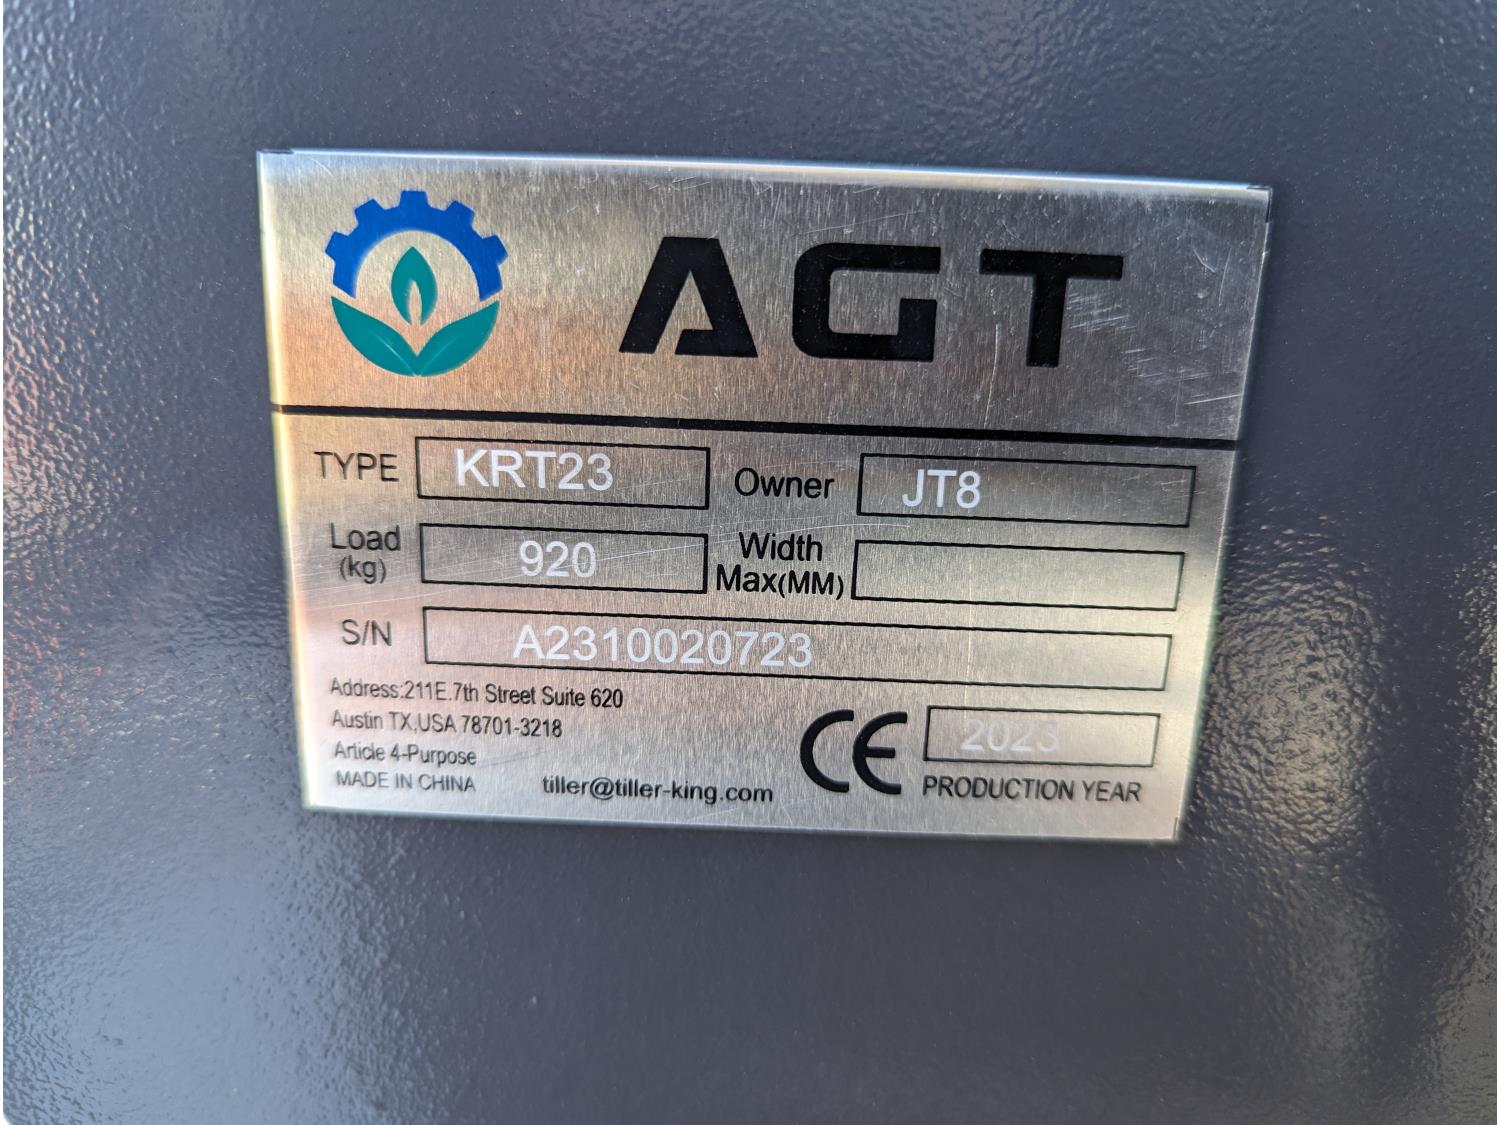 AGT
TYPE KRT23 Owner JT8
Load (kg) 920 Width Max(MM)
S/N A2310020723
Address:211E.7th Street Suite 620
Austin TX,USA 78701-3218
Article 4-Purpose
MADE IN CHINA tiller@tiller-king.com
CE 2023
PRODUCTION YEAR